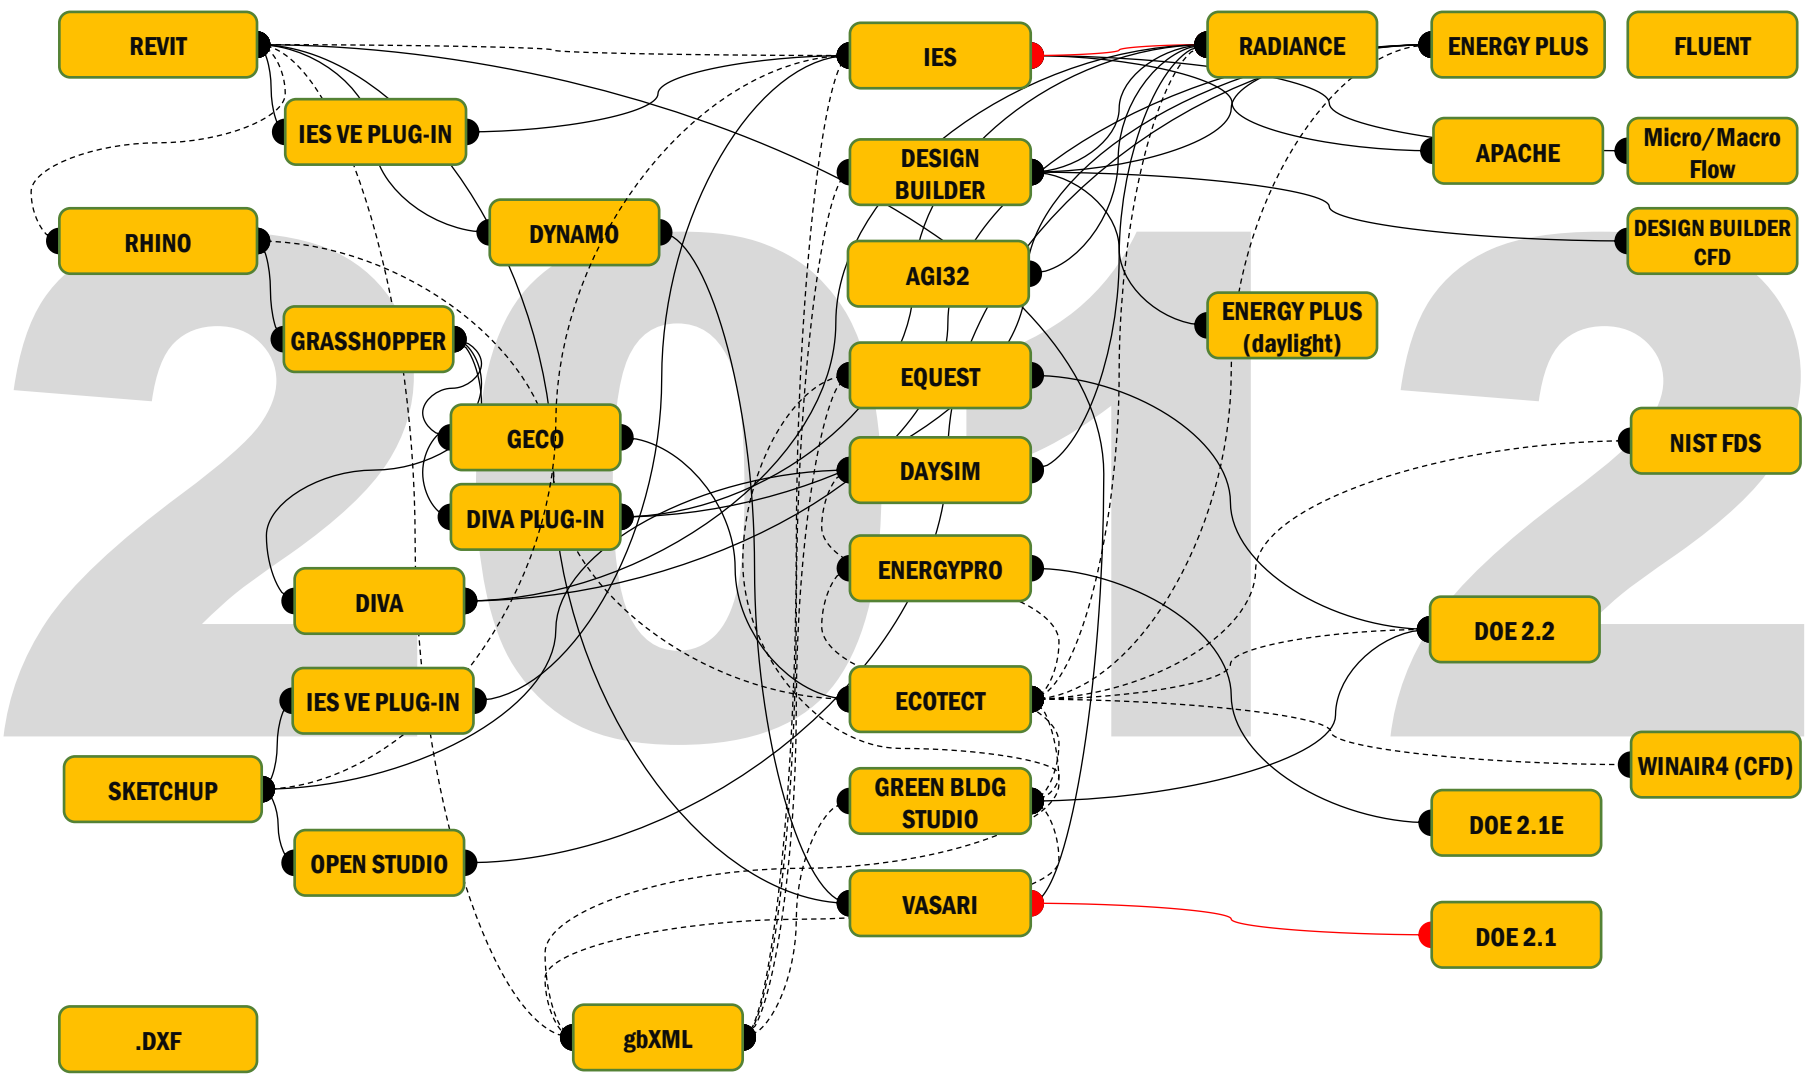 REVIT
IES
RADIANCE
ENERGY PLUS
FLUENT
IES VE PLUG-IN
DESIGN
BUILDER
APACHE
Micro/Macro
Flow
RHINO
DYNAMO
AGI32
DESIGN BUILDER
CFD
GRASSHOPPER
EQUEST
ENERGY PLUS
(daylight)
GECO
DAYSIM
NIST FDS
DIVA PLUG-IN
ENERGYPRO
DIVA
DOE 2.2
IES VE PLUG-IN
ECOTECT
SKETCHUP
GREEN BLDG
STUDIO
WINAIR4 (CFD)
OPEN STUDIO
DOE 2.1E
VASARI
DOE 2.1
.DXF
gbXML
2012